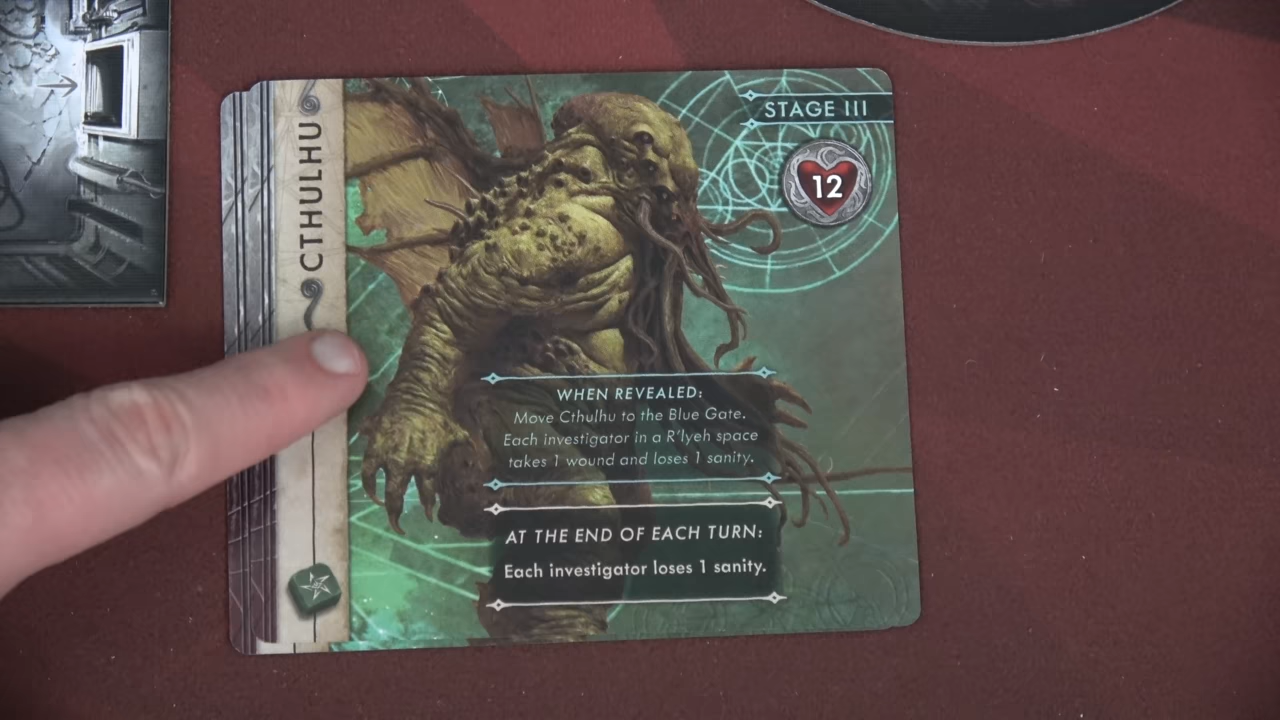 CTHULHU
STAGE III
12
WHEN REVEALED:
Move Cthulhu to the Blue Gate.
Each investigator in a R'lyeh space
takes 1 wound and loses 1 sanity.
AT THE END OF EACH TURN:
Each investigator loses 1 sanity.